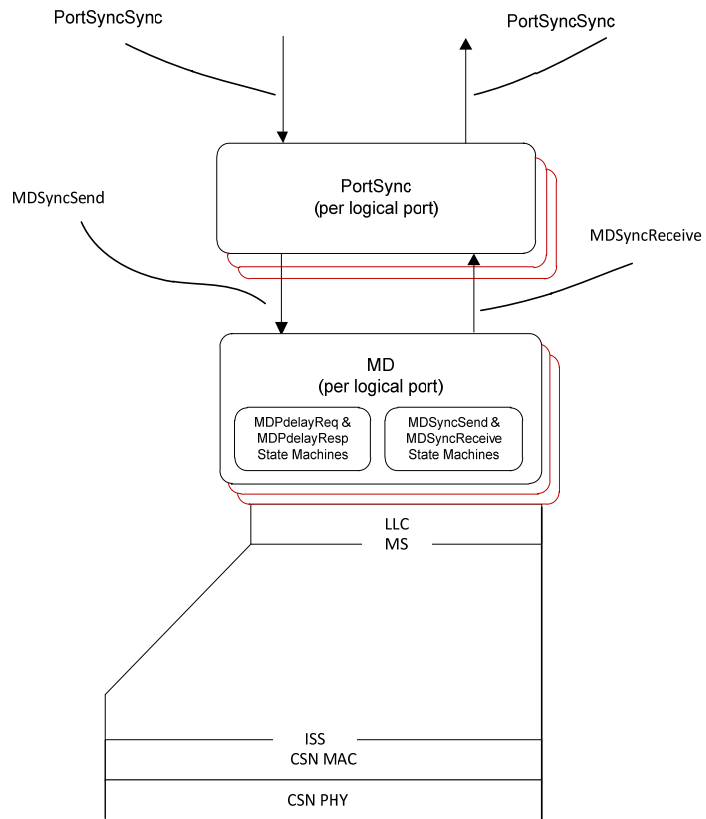 PortSyncSync
PortSyncSync
PortSync
(per logical port)
MDSyncSend
MDSyncReceive
MD
(per logical port)
MDPdelayReq &
MDPdelayResp
State Machines
MDSyncSend &
MDSyncReceive
State Machines
LLC
MS
ISS
CSN MAC
CSN PHY